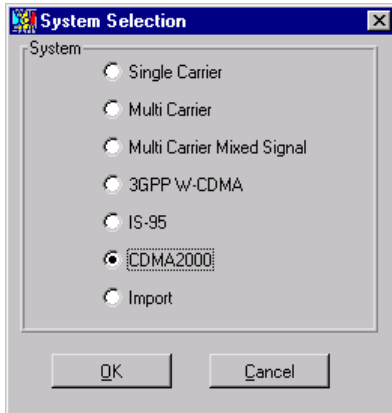 System Selection
System
Single Carrier
Multi Carrier
Multi Carrier Mixed Signal
3GPP W-CDMA
IS-95
CDMA2000
Import
OK Cancel